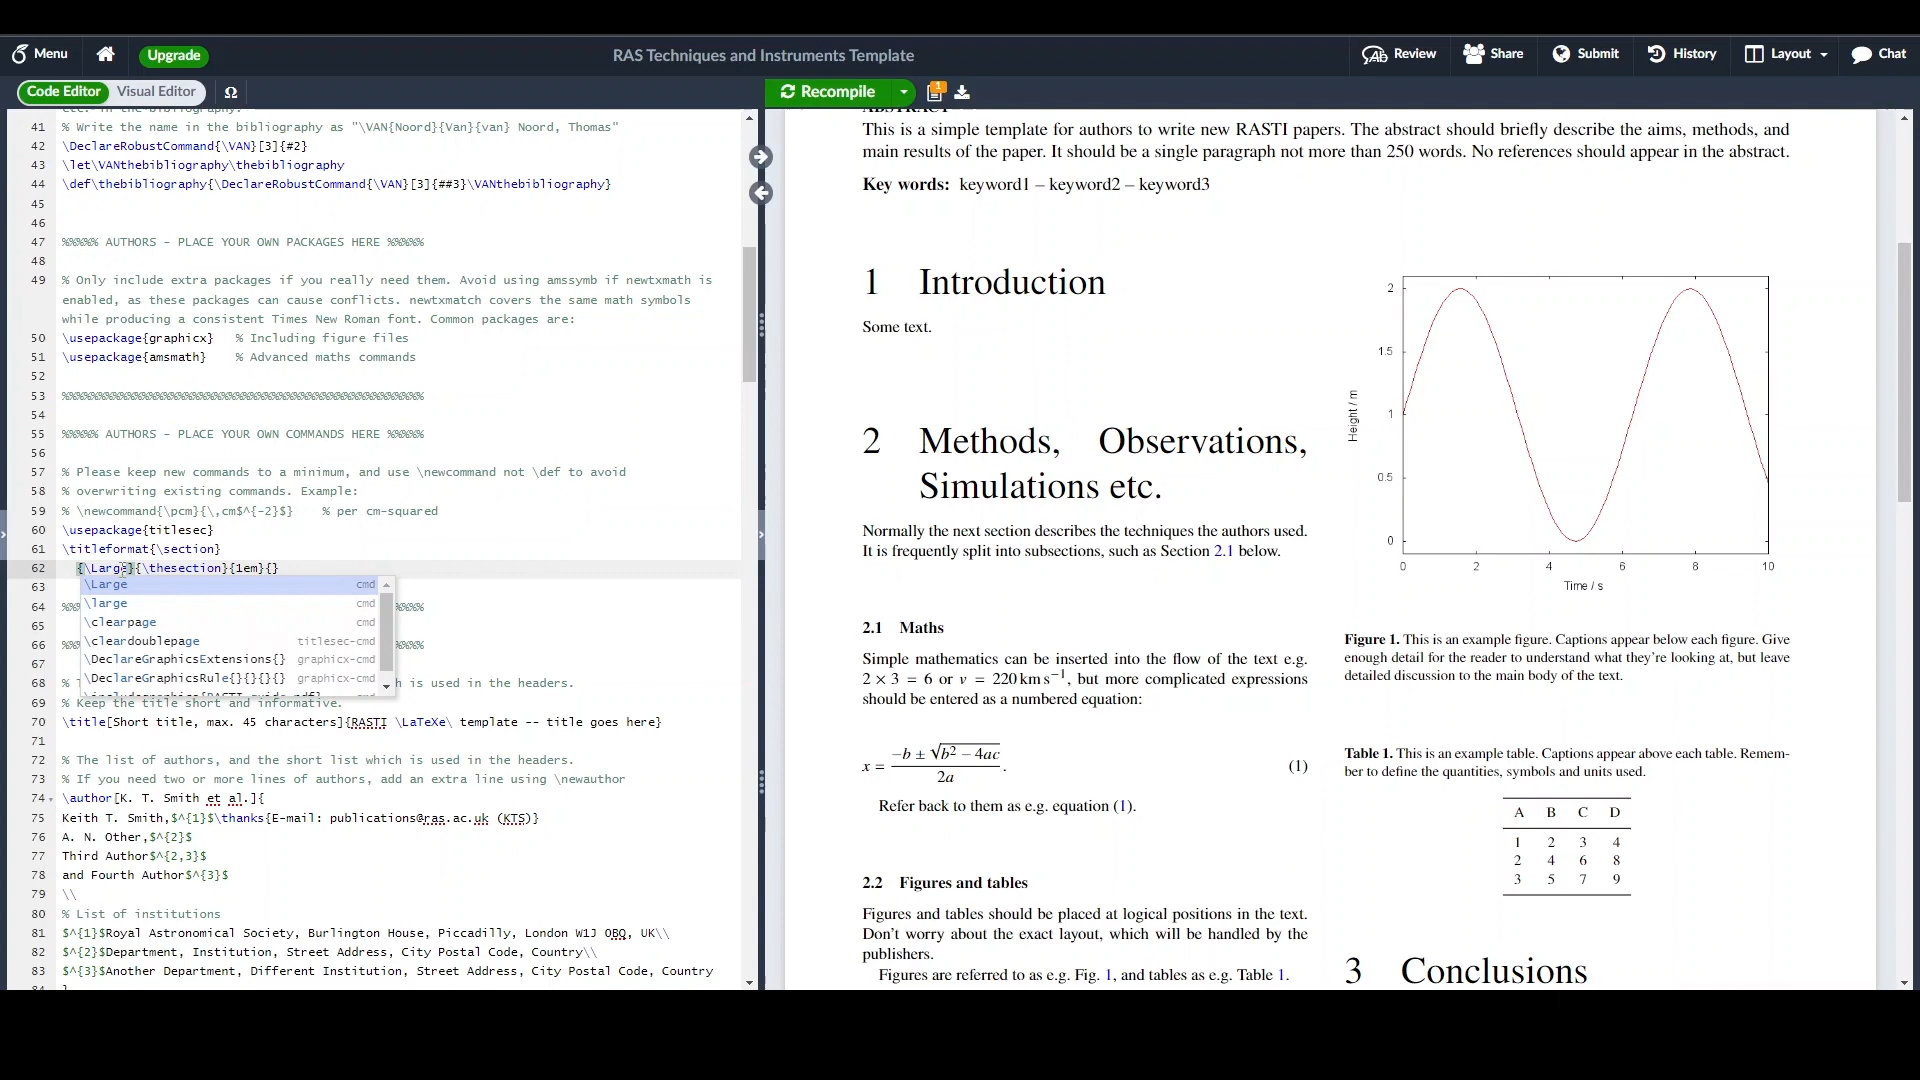 Menu
Upgrade
RAS Techniques and Instruments Template
Review
Share
Submit
History
Layout
Chat
Code Editor
Visual Editor
Ω
Recompile
1
41 % Write the name in the bibliography as "\VAN{Noord}{Van}{van} Noord, Thomas"
42 \DeclareRobustCommand{\VAN}[3]{#2}
43 \let\VANthebibliography\thebibliography
44 \def\thebibliography{\DeclareRobustCommand{\VAN}[3]{##3}\VANthebibliography}
45
46
47 %%%%% AUTHORS - PLACE YOUR OWN PACKAGES HERE %%%%%
48
49 % Only include extra packages if you really need them. Avoid using amssymb if newtxmath is
enabled, as these packages can cause conflicts. newtxmatch covers the same math symbols
while producing a consistent Times New Roman font. Common packages are:
50 \usepackage{graphicx} % Including figure files
51 \usepackage{amsmath} % Advanced maths commands
52
53 %%%%%%%%%%%%%%%%%%%%%%%%%%%%%%%%%%%%%%%%%%%%%%%%%%
54
55 %%%%% AUTHORS - PLACE YOUR OWN COMMANDS HERE %%%%%
56
57 % Please keep new commands to a minimum, and use \newcommand not \def to avoid
58 % overwriting existing commands. Example:
59 % \newcommand{\pcm}{\,cm$^{-2}$} % per cm-squared
60 \usepackage{titlesec}
61 \titleformat{\section}
62 {\Large}{\thesection}{1em}{}
\Large cmd
63
\large cmd
64 %% %%%%
\clearpage cmd
65
\cleardoublepage titlesec-cmd
66 %%
\DeclareGraphicsExtensions{} graphicx-cmd
67
\DeclareGraphicsRule{}{}{}{} graphicx-cmd
68 % h is used in the headers.
69 % Keep the title short and informative.
70 \title[Short title, max. 45 characters]{RASTI \LaTeXe\ template -- title goes here}
71
72 % The list of authors, and the short list which is used in the headers.
73 % If you need two or more lines of authors, add an extra line using \newauthor
74 \author[K. T. Smith et al.]{
75 Keith T. Smith,$^{1}$\thanks{E-mail: publications@ras.ac.uk (KTS)}
76 A. N. Other,$^{2}$
77 Third Author$^{2,3}$
78 and Fourth Author$^{3}$
79 \\
80 % List of institutions
81 $^{1}$Royal Astronomical Society, Burlington House, Piccadilly, London W1J 0BQ, UK\\
82 $^{2}$Department, Institution, Street Address, City Postal Code, Country\\
83 $^{3}$Another Department, Different Institution, Street Address, City Postal Code, Country
ABSTRACT
This is a simple template for authors to write new RASTI papers. The abstract should briefly describe the aims, methods, and
main results of the paper. It should be a single paragraph not more than 250 words. No references should appear in the abstract.
Key words: keyword1 – keyword2 – keyword3
1 Introduction
Some text.
2 Methods, Observations,
Simulations etc.
Normally the next section describes the techniques the authors used.
It is frequently split into subsections, such as Section 2.1 below.
2.1 Maths
Simple mathematics can be inserted into the flow of the text e.g.
2 × 3 = 6 or v = 220 km s⁻¹, but more complicated expressions
should be entered as a numbered equation:
x = −b ± √b² − 4ac / 2a . (1)
Refer back to them as e.g. equation (1).
2.2 Figures and tables
Figures and tables should be placed at logical positions in the text.
Don't worry about the exact layout, which will be handled by the
publishers.
Figures are referred to as e.g. Fig. 1, and tables as e.g. Table 1.
2
1.5
1
0.5
0
Height / m
0 2 4 6 8 10
Time / s
Figure 1. This is an example figure. Captions appear below each figure. Give
enough detail for the reader to understand what they're looking at, but leave
detailed discussion to the main body of the text.
Table 1. This is an example table. Captions appear above each table. Remem-
ber to define the quantities, symbols and units used.
A B C D
1 2 3 4
2 4 6 8
3 5 7 9
3 Conclusions